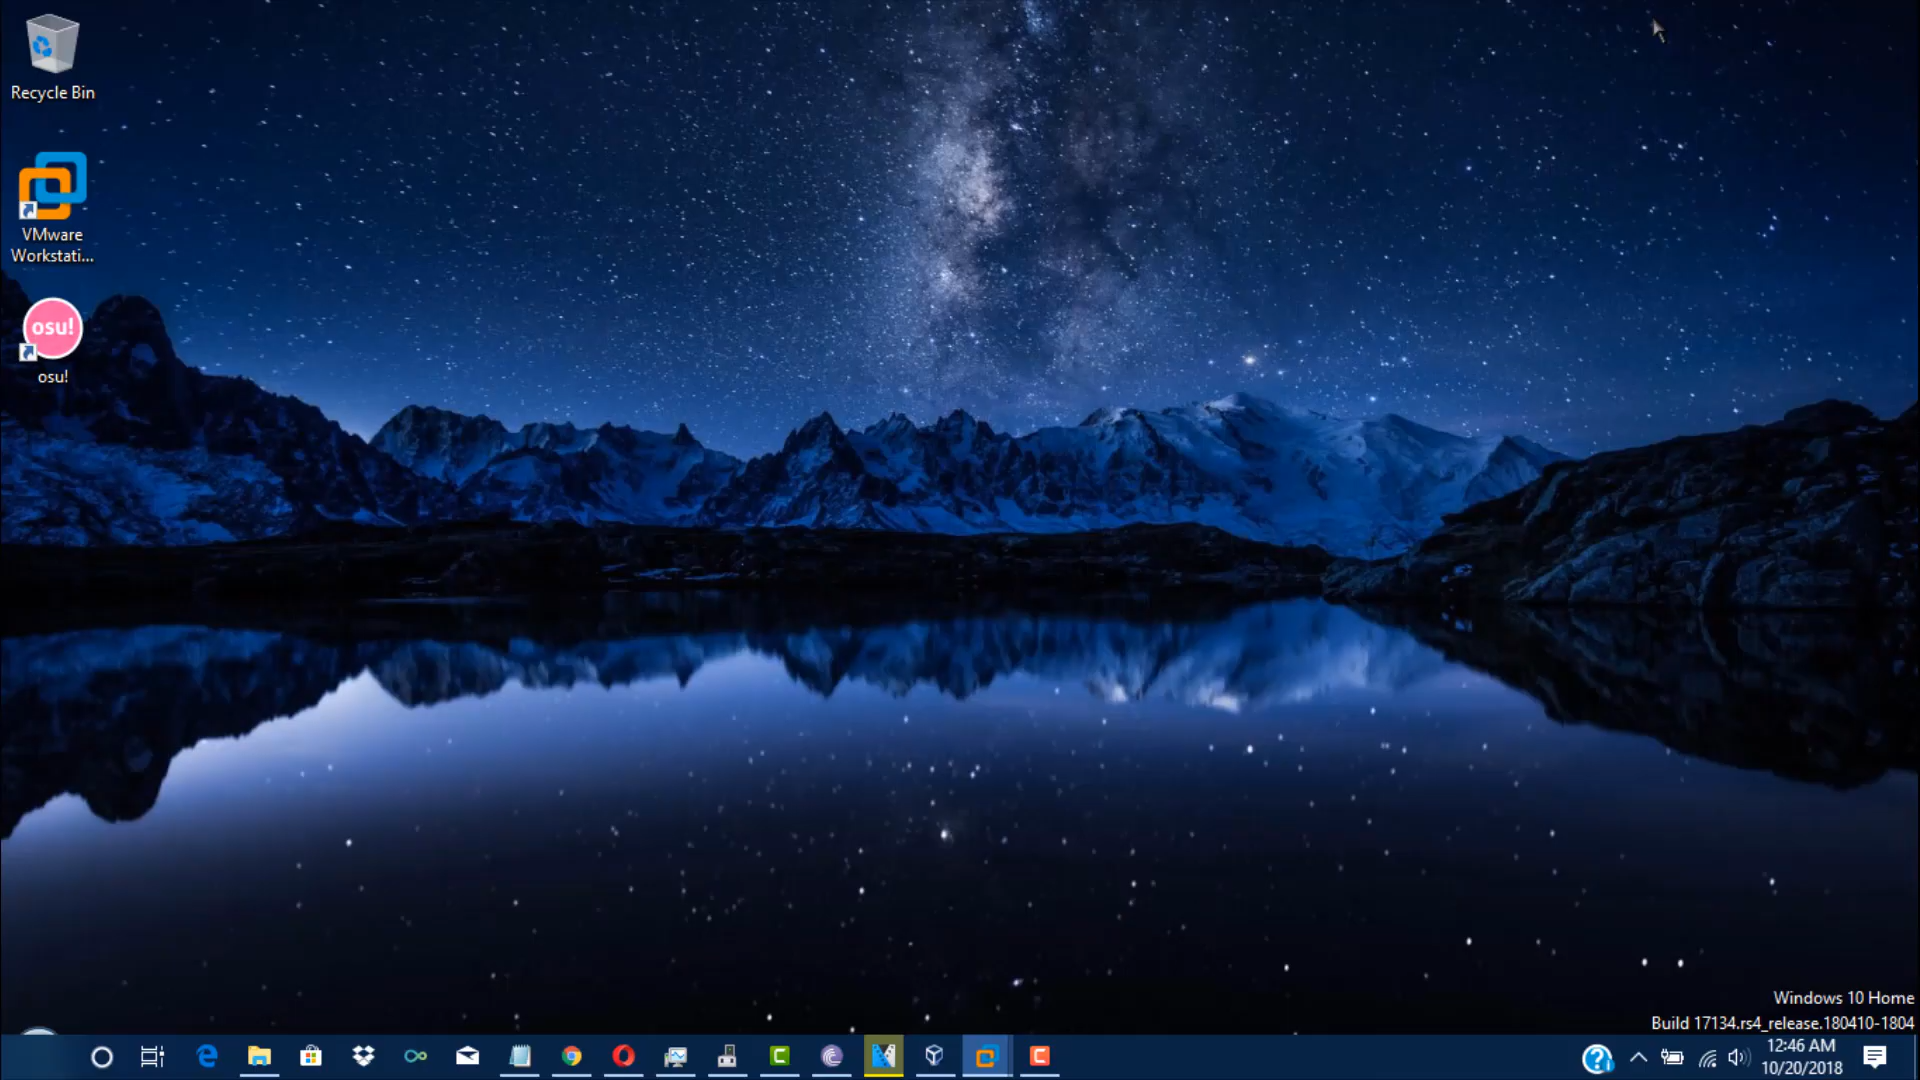 Recycle Bin
VMware
Workstati...
osu!
osu!
Windows 10 Home
Build 17134.rs4_release.180410-1804
12:46 AM
10/20/2018